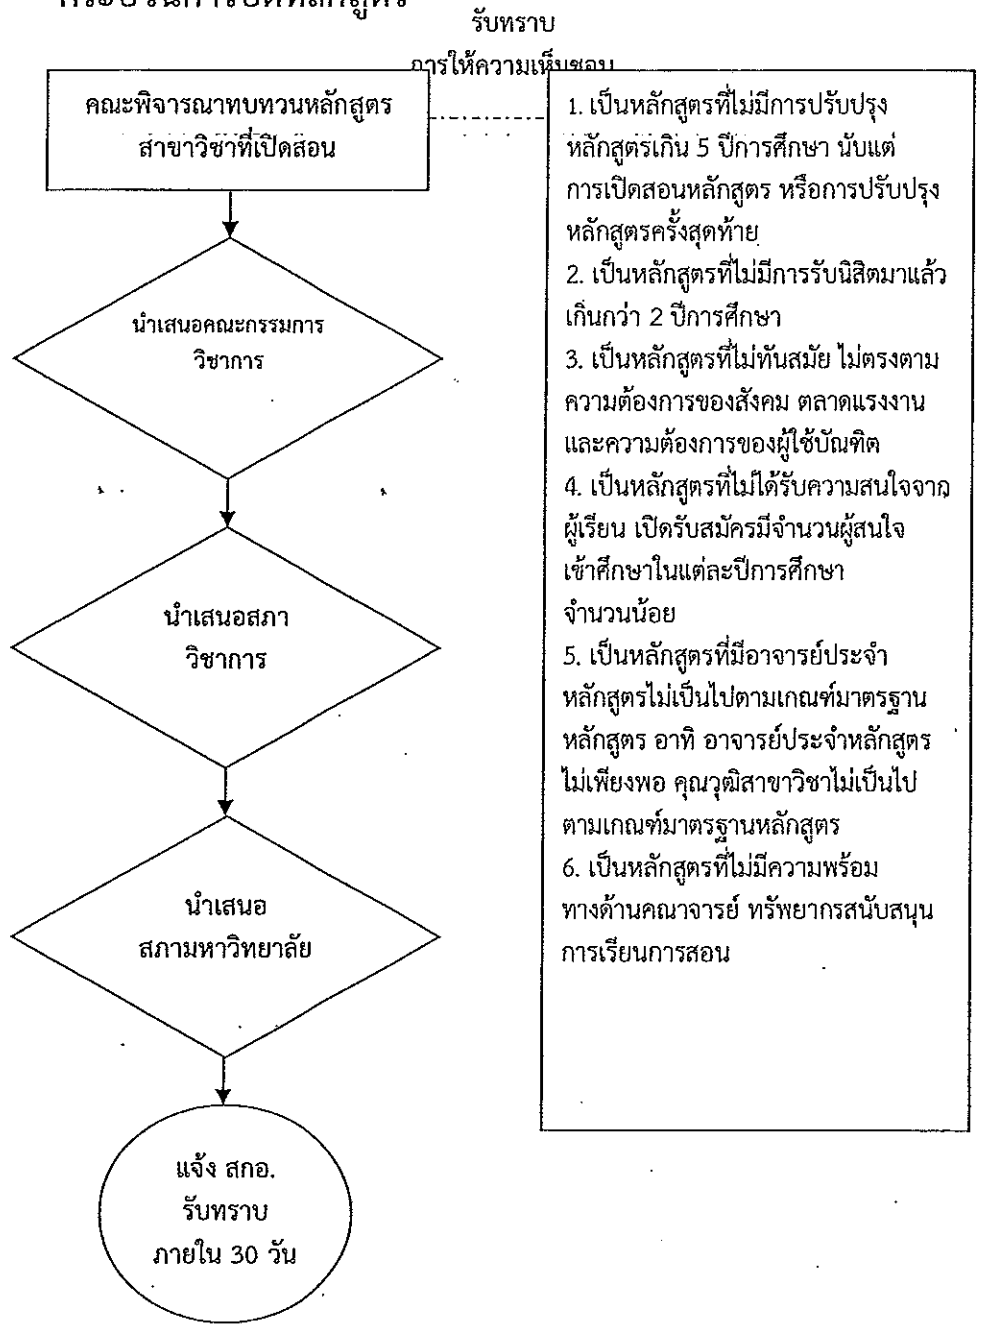 รับทราบ
การให้ความเห็นชอบ
คณะพิจารณาทบทวนหลักสูตร
สาขาวิชาที่เปิดสอน
นำเสนอคณะกรรมการ
วิชาการ
นำเสนอสภา
วิชาการ
นำเสนอ
สภามหาวิทยาลัย
แจ้ง สกอ.
รับทราบ
ภายใน 30 วัน
1. เป็นหลักสูตรที่ไม่มีการปรับปรุง
หลักสูตรเกิน 5 ปีการศึกษา นับแต่
การเปิดสอนหลักสูตร หรือการปรับปรุง
หลักสูตรครั้งสุดท้าย
2. เป็นหลักสูตรที่ไม่มีการรับนิสิตมาแล้ว
เกินกว่า 2 ปีการศึกษา
3. เป็นหลักสูตรที่ไม่ทันสมัย ไม่ตรงตาม
ความต้องการของสังคม ตลาดแรงงาน
และความต้องการของผู้ใช้บัณฑิต
4. เป็นหลักสูตรที่ไม่ได้รับความสนใจจาก
ผู้เรียน เปิดรับสมัครมีจำนวนผู้สนใจ
เข้าศึกษาในแต่ละปีการศึกษา
จำนวนน้อย
5. เป็นหลักสูตรที่มีอาจารย์ประจำ
หลักสูตรไม่เป็นไปตามเกณฑ์มาตรฐาน
หลักสูตร อาทิ อาจารย์ประจำหลักสูตร
ไม่เพียงพอ คุณวุฒิสาขาวิชาไม่เป็นไป
ตามเกณฑ์มาตรฐานหลักสูตร
6. เป็นหลักสูตรที่ไม่มีความพร้อม
ทางด้านคณาจารย์ ทรัพยากรสนับสนุน
การเรียนการสอน